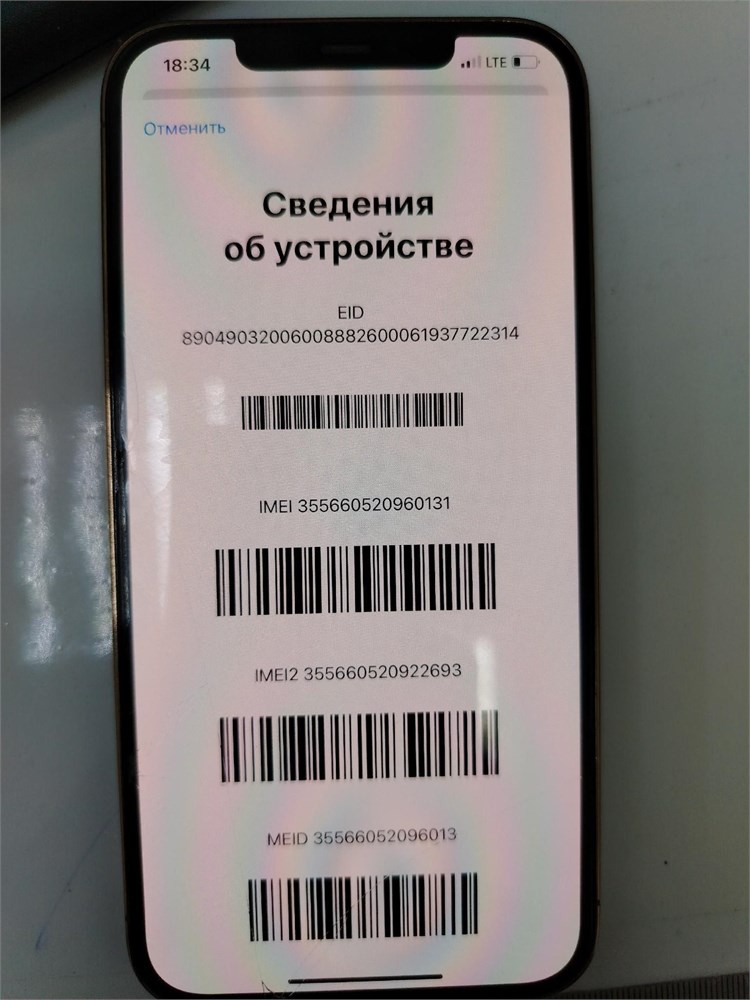 18:34 LTE
Отменить
Сведения
об устройстве
EID
89049032006008882600061937722314
IMEI 355660520960131
IMEI2 355660520922693
MEID 35566052096013